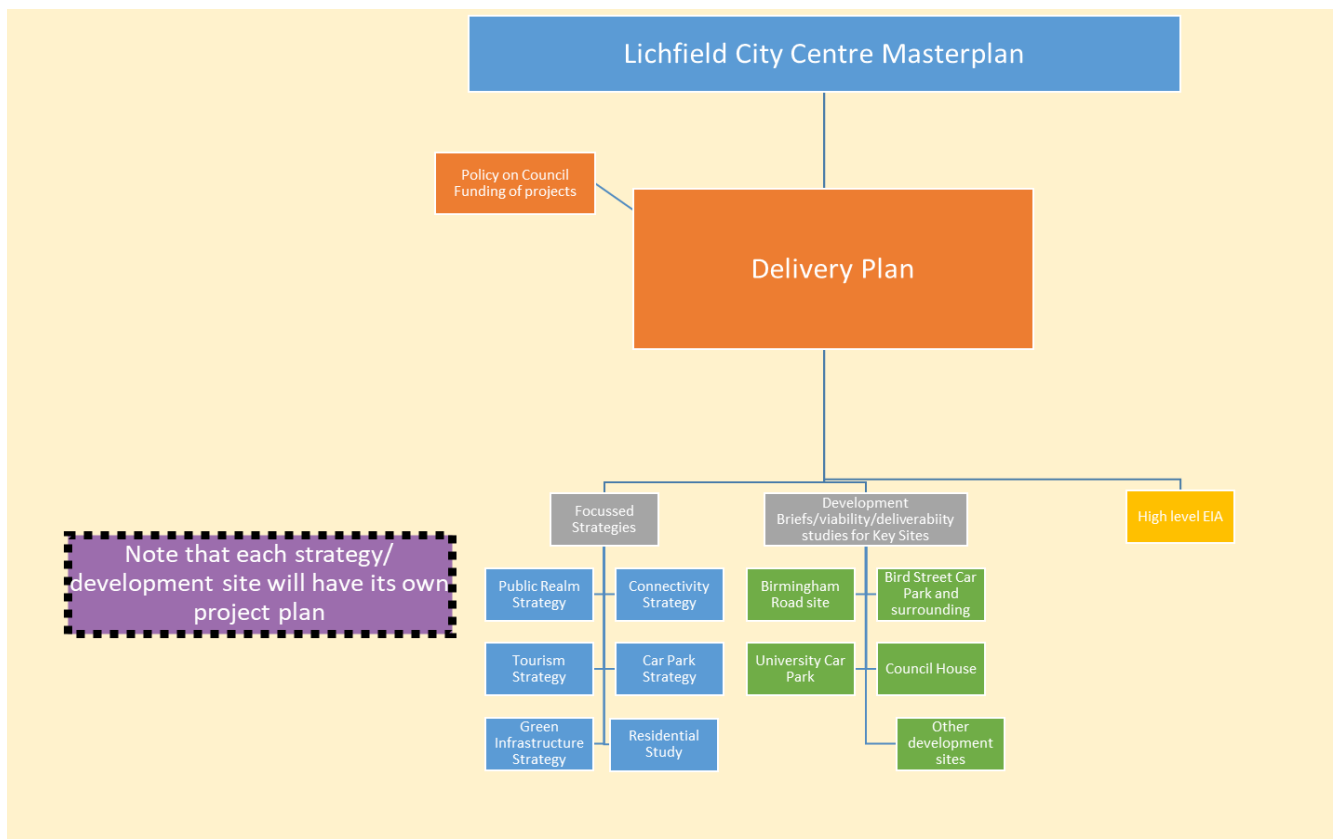 Lichfield City Centre Masterplan
Policy on Council
Funding of projects
Delivery Plan
Focussed
Strategies
Development
Briefs/viability/deliverabiity
studies for Key Sites
High level EIA
Note that each strategy/
development site will have its own
project plan
Public Realm
Strategy
Connectivity
Strategy
Birmingham
Road site
Bird Street Car
Park and
surrounding
Tourism
Strategy
Car Park
Strategy
University Car
Park
Council House
Green
Infrastructure
Strategy
Residential
Study
Other
development
sites